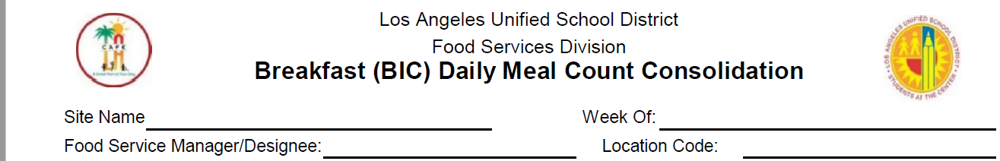 Los Angeles Unified School District
Food Services Division
Breakfast (BIC) Daily Meal Count Consolidation
CAFE
LOS ANGELES UNIFIED SCHOOL DISTRICT
STUDENTS AT THE CENTER
Site Name
Week Of:
Food Service Manager/Designee:
Location Code: